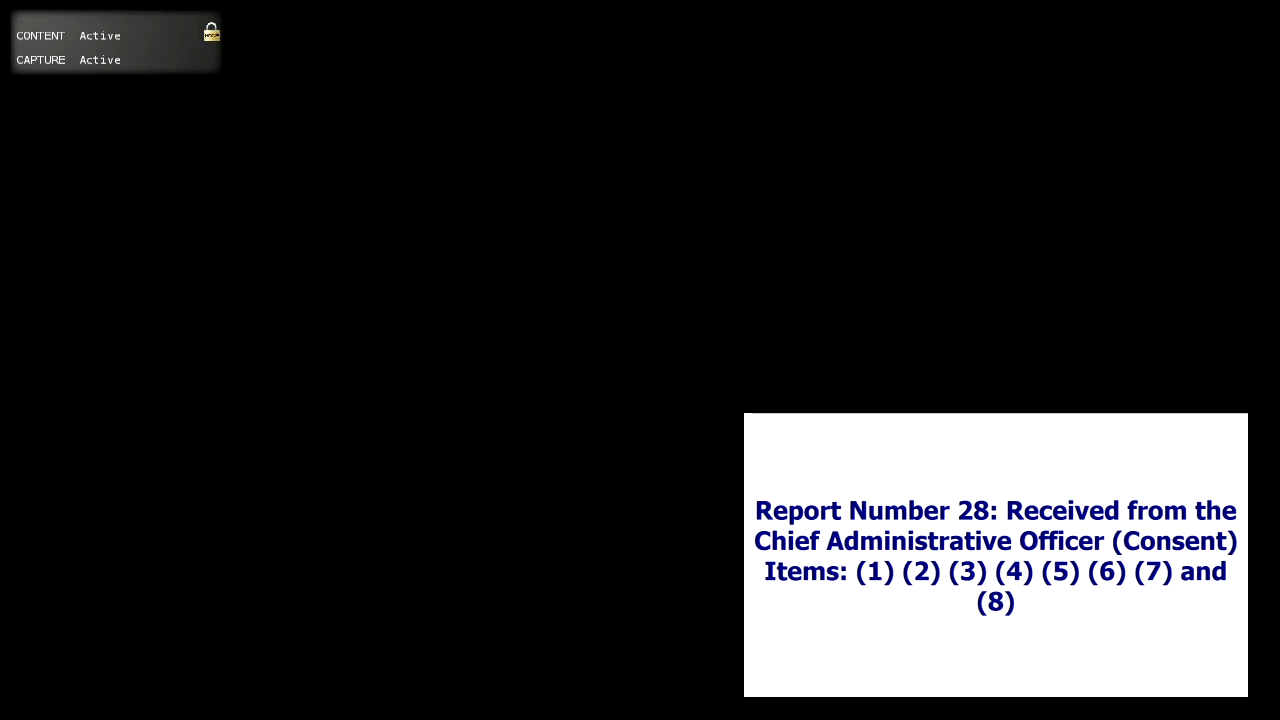 CONTENT Active
CAPTURE Active
HDCP
Report Number 28: Received from the
Chief Administrative Officer (Consent)
Items: (1) (2) (3) (4) (5) (6) (7) and
(8)